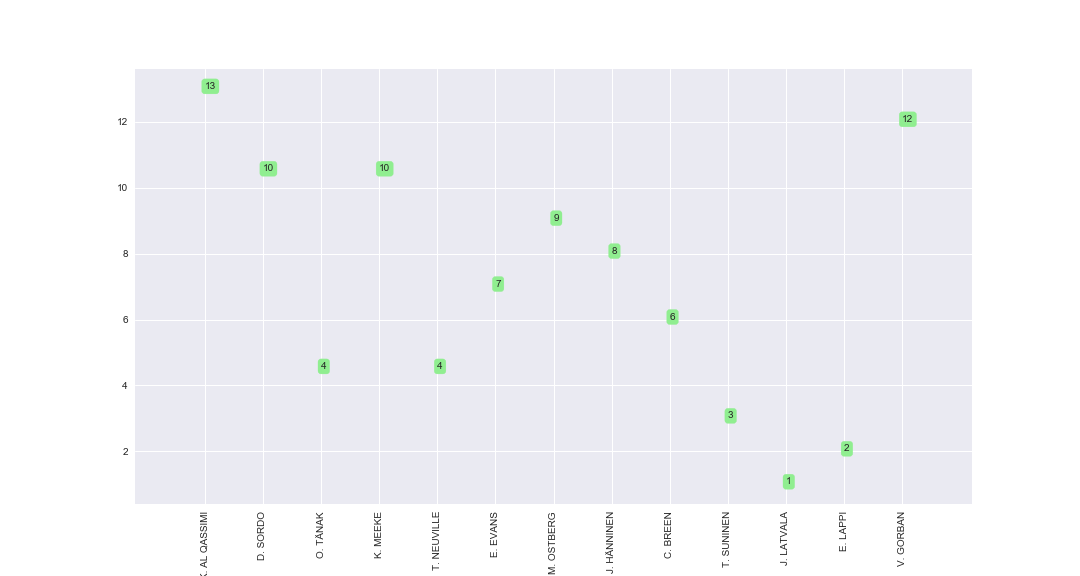 13
12
12
10
10
10
9
8
8
7
6
6
4
4
4
3
2
2
1
AL QASSIMI
D. SORDO
O. TÄNAK
K. MEEKE
T. NEUVILLE
E. EVANS
M. OSTBERG
J. HÄNNINEN
C. BREEN
T. SUNINEN
J. LATVALA
E. LAPPI
V. GORBAN